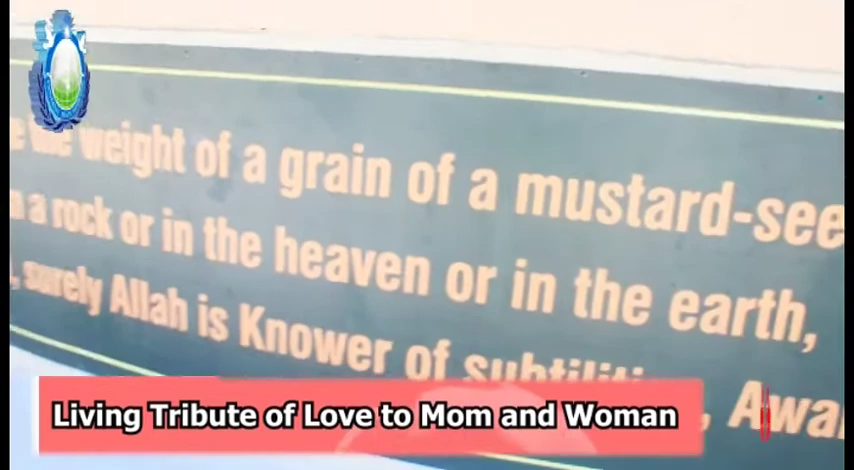 weight of a grain of a mustard-see
a rock or in the heaven or in the earth,
surely Allah is Knower of subtiliti , Awa
Living Tribute of Love to Mom and Woman